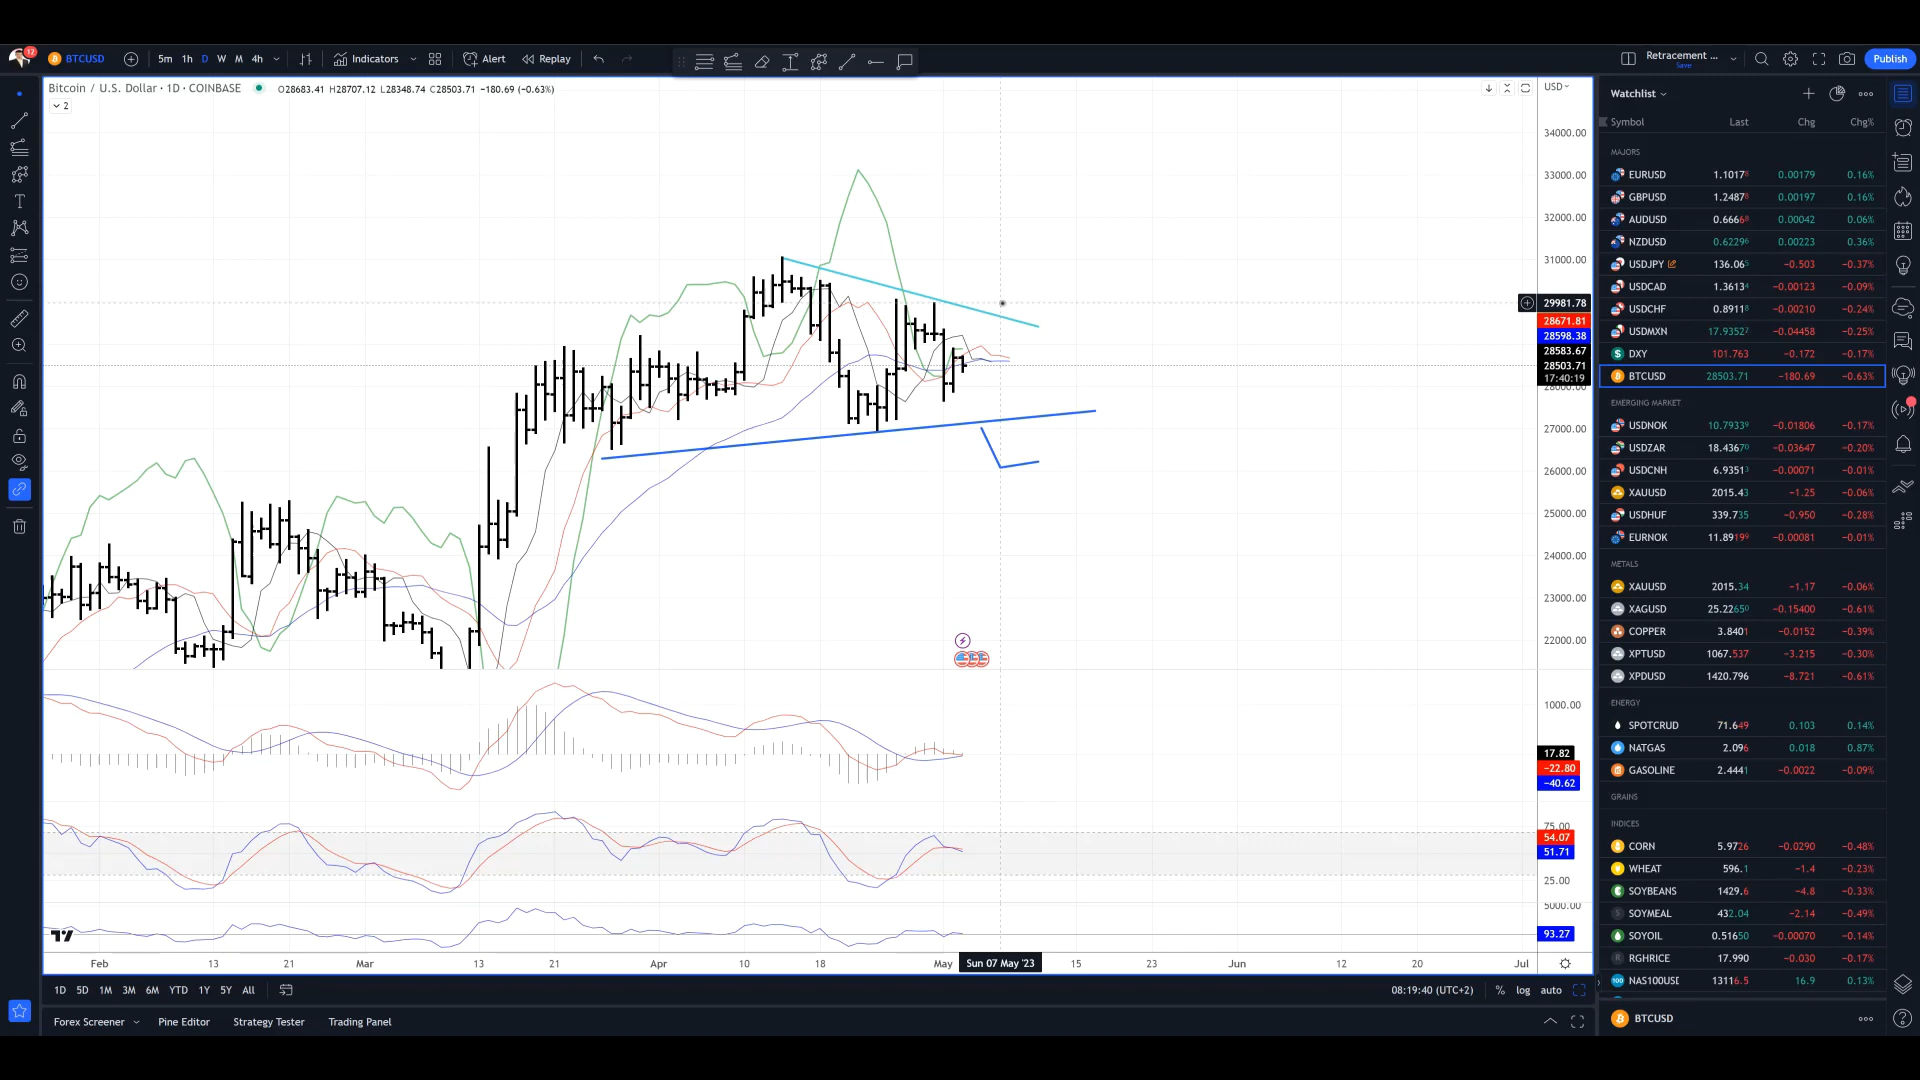 12 BTCUSD 5m 1h D W M 4h Indicators Alert Replay Retracement ... Save Publish
Bitcoin / U.S. Dollar · 1D · COINBASE O28683.41 H28707.12 L28348.74 C28503.71 −180.69 (−0.63%)
2
USD
34000.00
33000.00
32000.00
31000.00
29981.78
28671.81
28598.38
28583.67
28503.71
17:40:19
28000.00
27000.00
26000.00
25000.00
24000.00
23000.00
22000.00
1000.00
17.82
−22.80
−40.62
75.00
54.07
51.71
25.00
5000.00
93.27
Feb 13 21 Mar 13 21 Apr 10 18 May Sun 07 May '23 15 23 Jun 12 20 Jul
1D 5D 1M 3M 6M YTD 1Y 5Y All 08:19:40 (UTC+2) % log auto
Forex Screener Pine Editor Strategy Tester Trading Panel
Watchlist
Symbol Last Chg Chg%
MAJORS
EURUSD 1.1017⁸ 0.00179 0.16%
GBPUSD 1.2487⁸ 0.00197 0.16%
AUDUSD 0.6666⁸ 0.00042 0.06%
NZDUSD 0.6229⁶ 0.00223 0.36%
USDJPY 136.06⁵ −0.503 −0.37%
USDCAD 1.3613⁴ −0.00123 −0.09%
USDCHF 0.8911⁸ −0.00210 −0.24%
USDMXN 17.9352⁷ −0.04458 −0.25%
DXY 101.763 −0.172 −0.17%
BTCUSD 28503.71 −180.69 −0.63%
EMERGING MARKET
USDNOK 10.7933⁹ −0.01806 −0.17%
USDZAR 18.4367⁰ −0.03647 −0.20%
USDCNH 6.9351³ −0.00071 −0.01%
XAUUSD 2015.43 −1.25 −0.06%
USDHUF 339.735 −0.950 −0.28%
EURNOK 11.8919⁹ −0.00081 −0.01%
METALS
XAUUSD 2015.34 −1.17 −0.06%
XAGUSD 25.2265⁰ −0.15400 −0.61%
COPPER 3.8401 −0.0152 −0.39%
XPTUSD 1067.537 −3.215 −0.30%
XPDUSD 1420.796 −8.721 −0.61%
ENERGY
SPOTCRUD 71.649 0.103 0.14%
NATGAS 2.096 0.018 0.87%
GASOLINE 2.4441 −0.0022 −0.09%
GRAINS
INDICES
CORN 5.9726 −0.0290 −0.48%
WHEAT 596.1 −1.4 −0.23%
SOYBEANS 1429.6 −4.8 −0.33%
SOYMEAL 432.04 −2.14 −0.49%
SOYOIL 0.51650 −0.00070 −0.14%
RGHRICE 17.990 −0.030 −0.17%
NAS100USD 13116.5 16.9 0.13%
BTCUSD